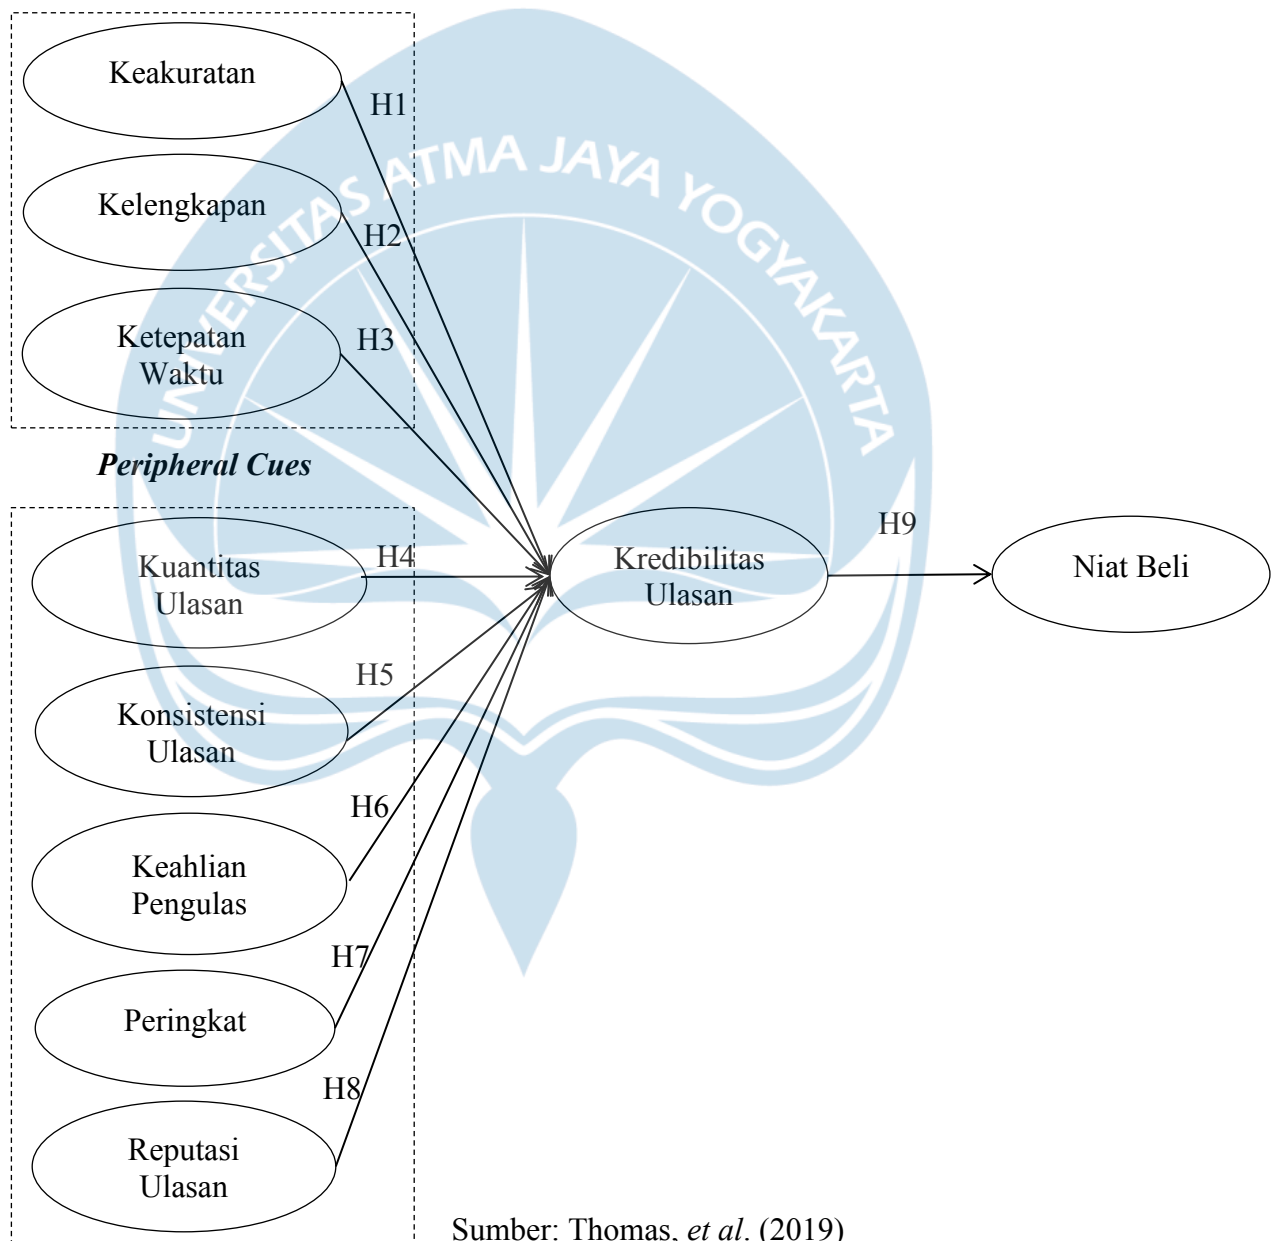 Keakuratan
H1
UNIVERSITAS ATMA JAYA YOGYAKARTA
Kelengkapan
H2
Ketepatan
Waktu
H3
Peripheral Cues
Kuantitas
Ulasan
H4
Kredibilitas
Ulasan
H9
Niat Beli
Konsistensi
Ulasan
H5
H6
Keahlian
Pengulas
H7
Peringkat
H8
Reputasi
Ulasan
Sumber: Thomas, et al. (2019)